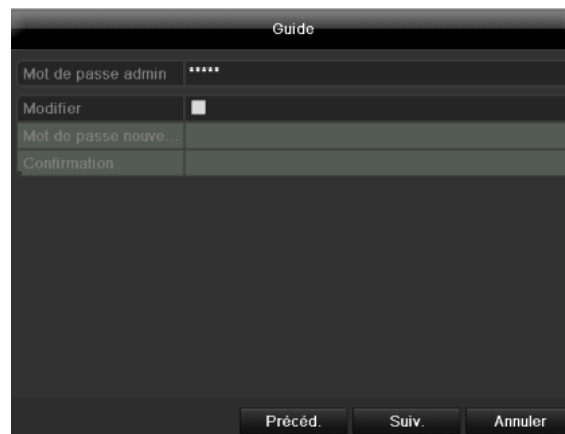 Guide
Mot de passe admin *****
Modifier
Mot de passe nouve...
Confirmation
Précéd. Suiv. Annuler